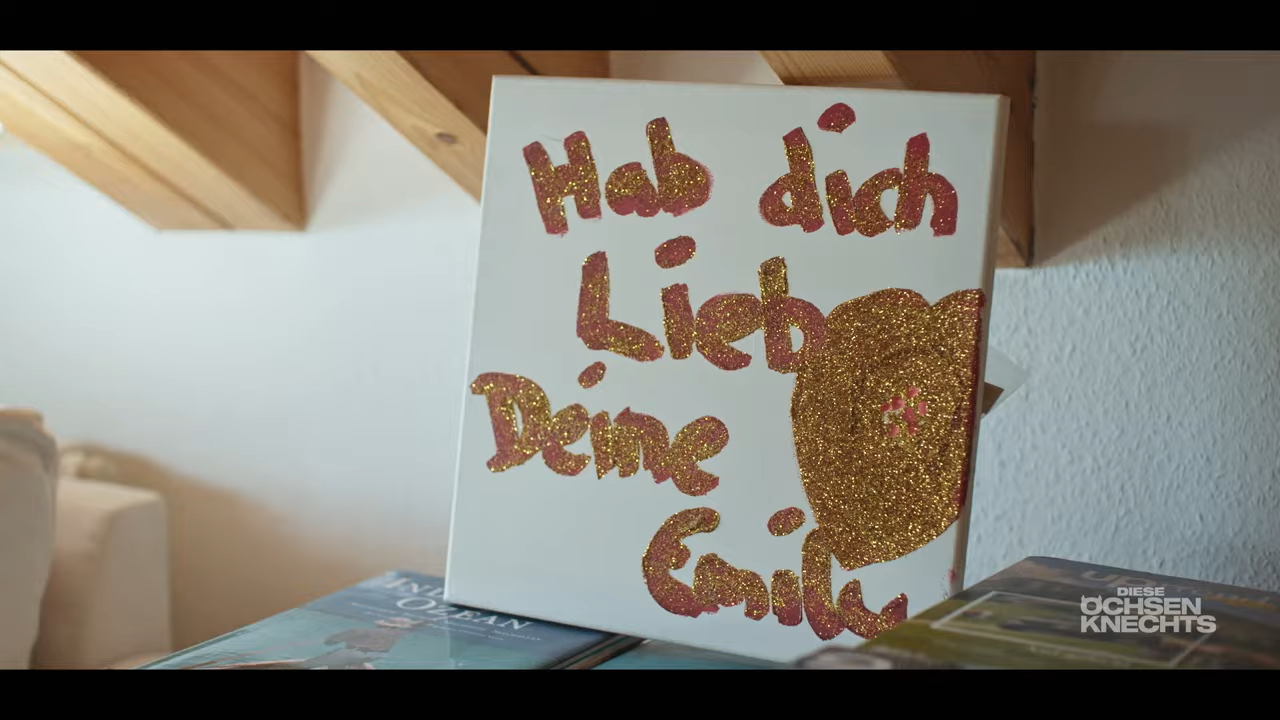 Hab dich
Lieb
Deine
Emily
OZEAN
DIESE
OCHSEN
KNECHTS